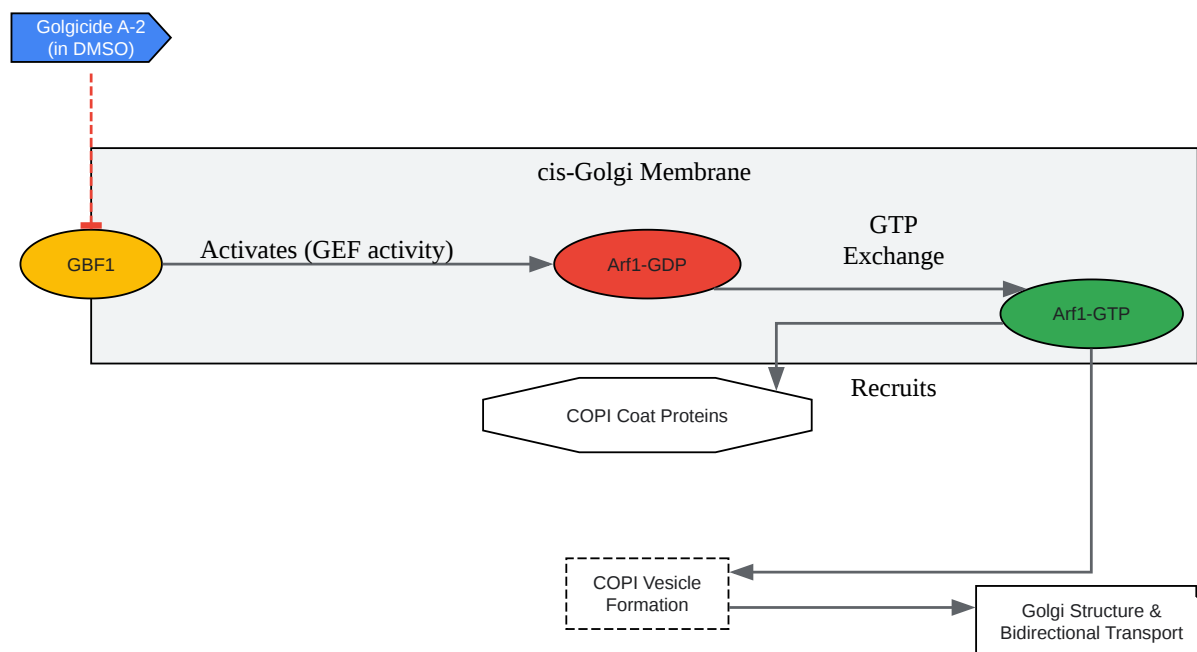 Golgicide A-2
(in DMSO)
cis-Golgi Membrane
GBF1
Activates (GEF activity)
Arf1-GDP
GTP
Exchange
Arf1-GTP
Recruits
COPI Coat Proteins
COPI Vesicle
Formation
Golgi Structure &
Bidirectional Transport